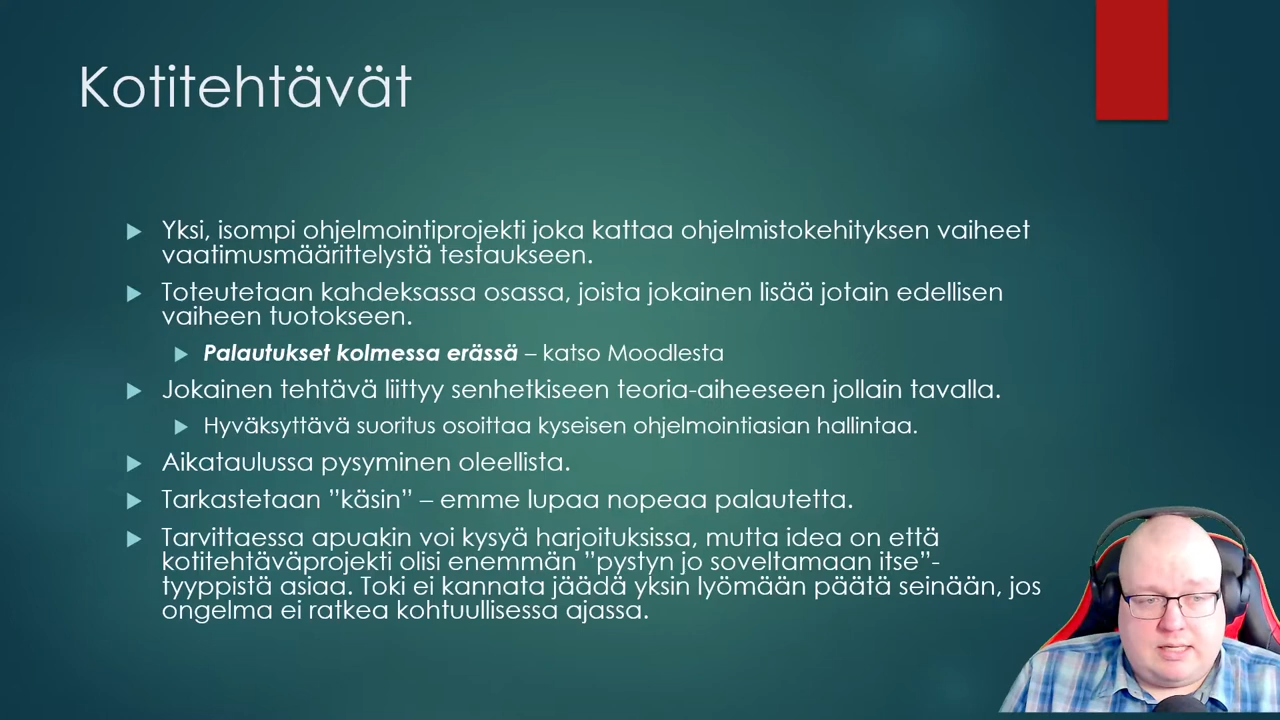 Kotitehtävät
Yksi, isompi ohjelmointiprojekti joka kattaa ohjelmistokehityksen vaiheet
vaatimusmäärittelystä testaukseen.
Toteutetaan kahdeksassa osassa, joista jokainen lisää jotain edellisen
vaiheen tuotokseen.
Palautukset kolmessa erässä – katso Moodlesta
Jokainen tehtävä liittyy senhetkiseen teoria-aiheeseen jollain tavalla.
Hyväksyttävä suoritus osoittaa kyseisen ohjelmointiasian hallintaa.
Aikataulussa pysyminen oleellista.
Tarkastetaan ”käsin” – emme lupaa nopeaa palautetta.
Tarvittaessa apuakin voi kysyä harjoituksissa, mutta idea on että
kotitehtäväprojekti olisi enemmän ”pystyn jo soveltamaan itse”-
tyyppistä asiaa. Toki ei kannata jäädä yksin lyömään päätä seinään, jos
ongelma ei ratkea kohtuullisessa ajassa.